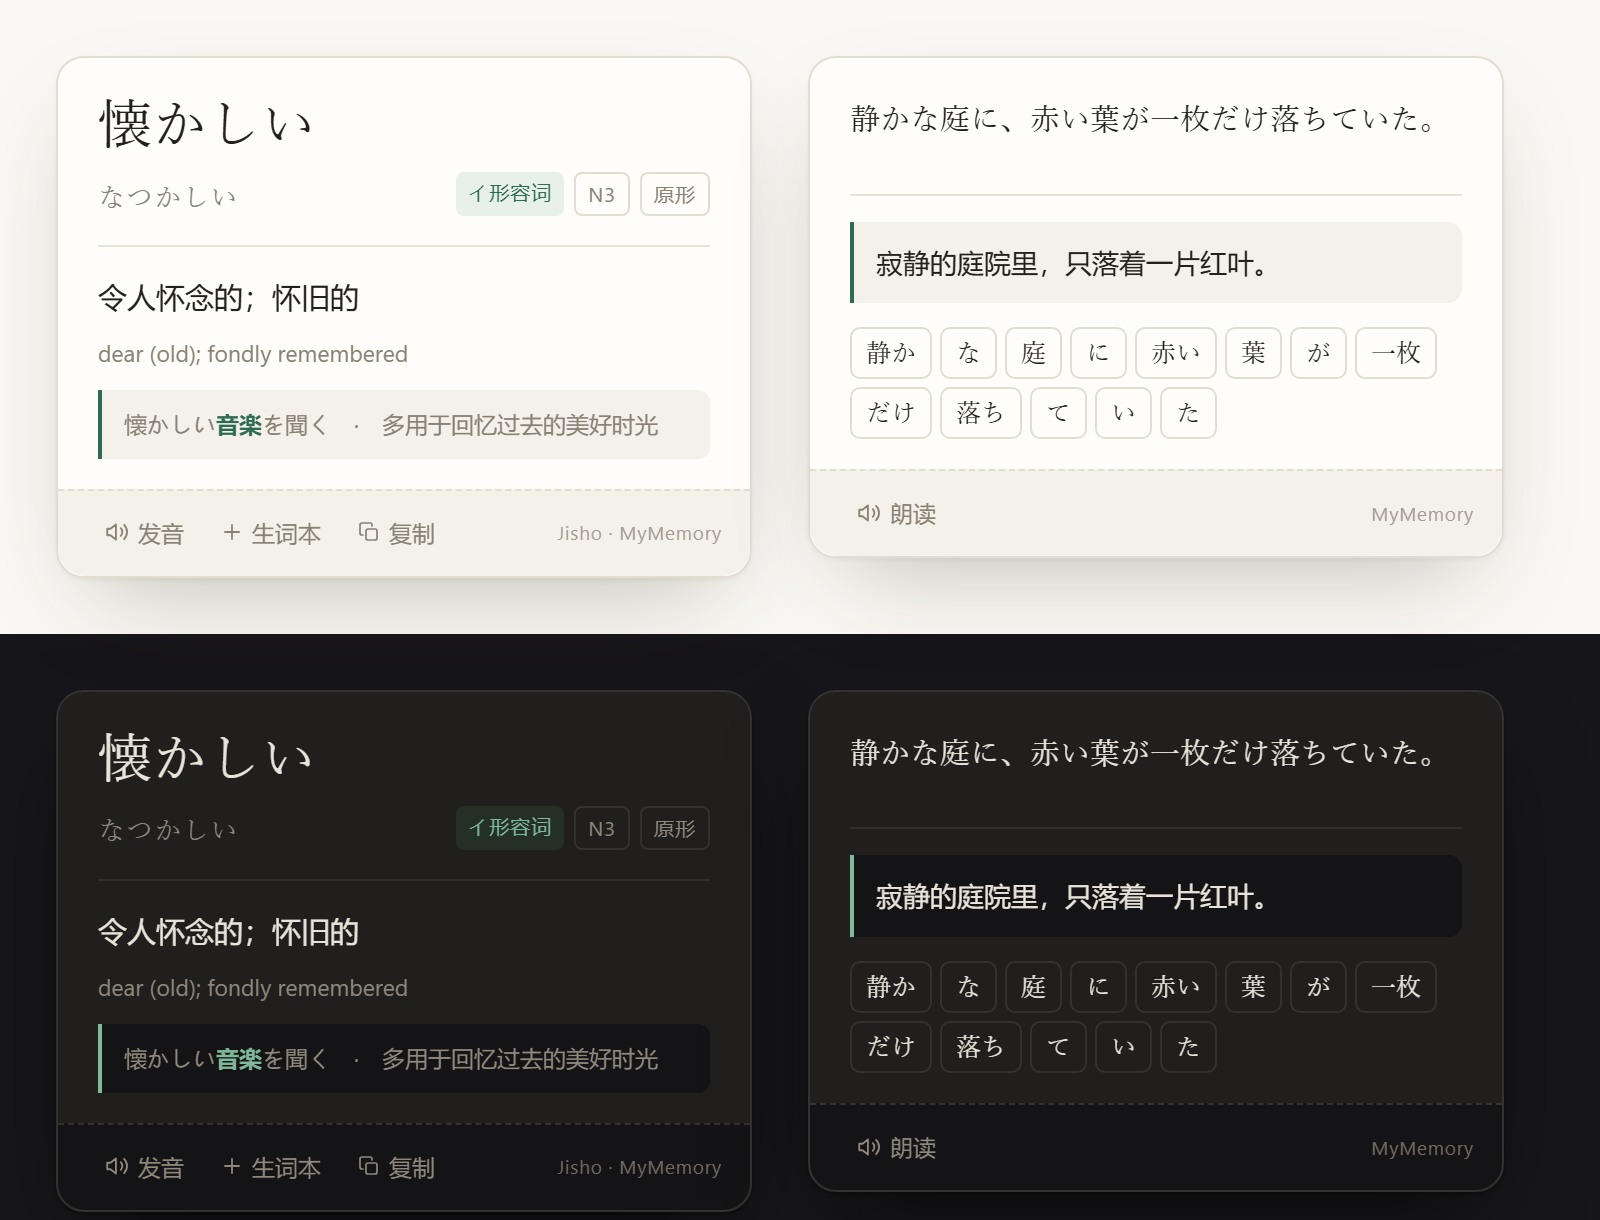 懐かしい
なつかしい イ形容词 N3 原形
令人怀念的；怀旧的
dear (old); fondly remembered
懐かしい音楽を聞く · 多用于回忆过去的美好时光
发音 生词本 复制 Jisho · MyMemory
静かな庭に、赤い葉が一枚だけ落ちていた。
寂静的庭院里，只落着一片红叶。
静か な 庭 に 赤い 葉 が 一枚
だけ 落ち て い た
朗读 MyMemory
懐かしい
なつかしい イ形容词 N3 原形
令人怀念的；怀旧的
dear (old); fondly remembered
懐かしい音楽を聞く · 多用于回忆过去的美好时光
发音 生词本 复制 Jisho · MyMemory
静かな庭に、赤い葉が一枚だけ落ちていた。
寂静的庭院里，只落着一片红叶。
静か な 庭 に 赤い 葉 が 一枚
だけ 落ち て い た
朗读 MyMemory